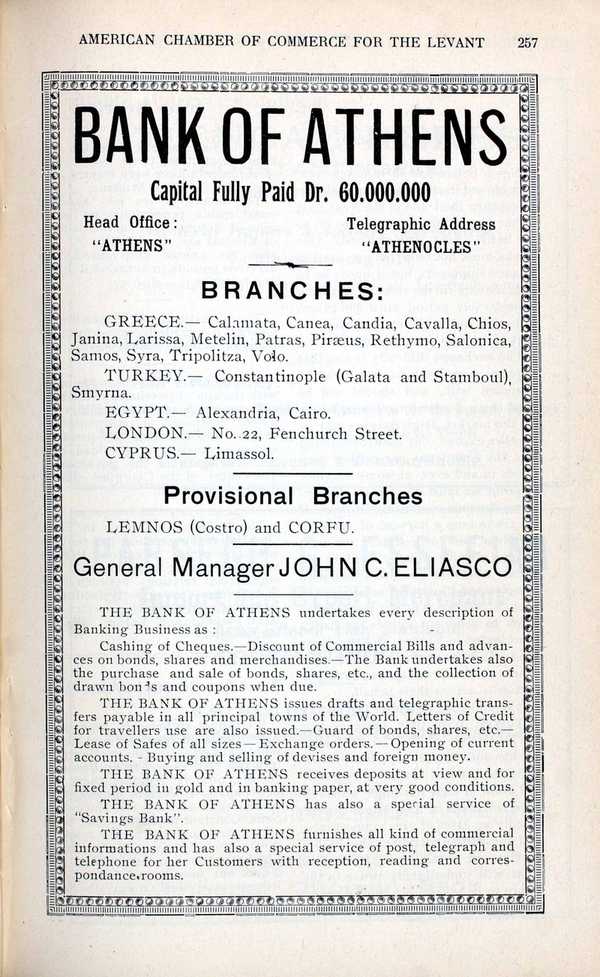 AMERICAN CHAMBER OF COMMERCE FOR THE LEVANT 257
BANK OF ATHENS
Capital Fully Paid Dr. 60.000.000
Head Office: Telegraphic Address
"ATHENS" "ATHENOCLES"
BRANCHES:
GREECE.— Calamata, Canea, Candia, Cavalla, Chios,
Janina, Larissa, Metelin, Patras, Piræus, Rethymo, Salonica,
Samos, Syra, Tripolitza, Volo.
TURKEY.— Constantinople (Galata and Stamboul),
Smyrna.
EGYPT.— Alexandria, Cairo.
LONDON.— No. 22, Fenchurch Street.
CYPRUS.— Limassol.
Provisional Branches
LEMNOS (Costro) and CORFU.
General Manager JOHN C. ELIASCO
THE BANK OF ATHENS undertakes every description of
Banking Business as :
Cashing of Cheques.—Discount of Commercial Bills and advan-
ces on bonds, shares and merchandises.—The Bank undertakes also
the purchase and sale of bonds, shares, etc., and the collection of
drawn bonds and coupons when due.
THE BANK OF ATHENS issues drafts and telegraphic trans-
fers payable in all principal towns of the World. Letters of Credit
for travellers use are also issued.—Guard of bonds, shares, etc.—
Lease of Safes of all sizes—Exchange orders.—Opening of current
accounts. - Buying and selling of devises and foreign money.
THE BANK OF ATHENS receives deposits at view and for
fixed period in gold and in banking paper, at very good conditions.
THE BANK OF ATHENS has also a special service of
"Savings Bank".
THE BANK OF ATHENS furnishes all kind of commercial
informations and has also a special service of post, telegraph and
telephone for her Customers with reception, reading and corres-
pondance rooms.